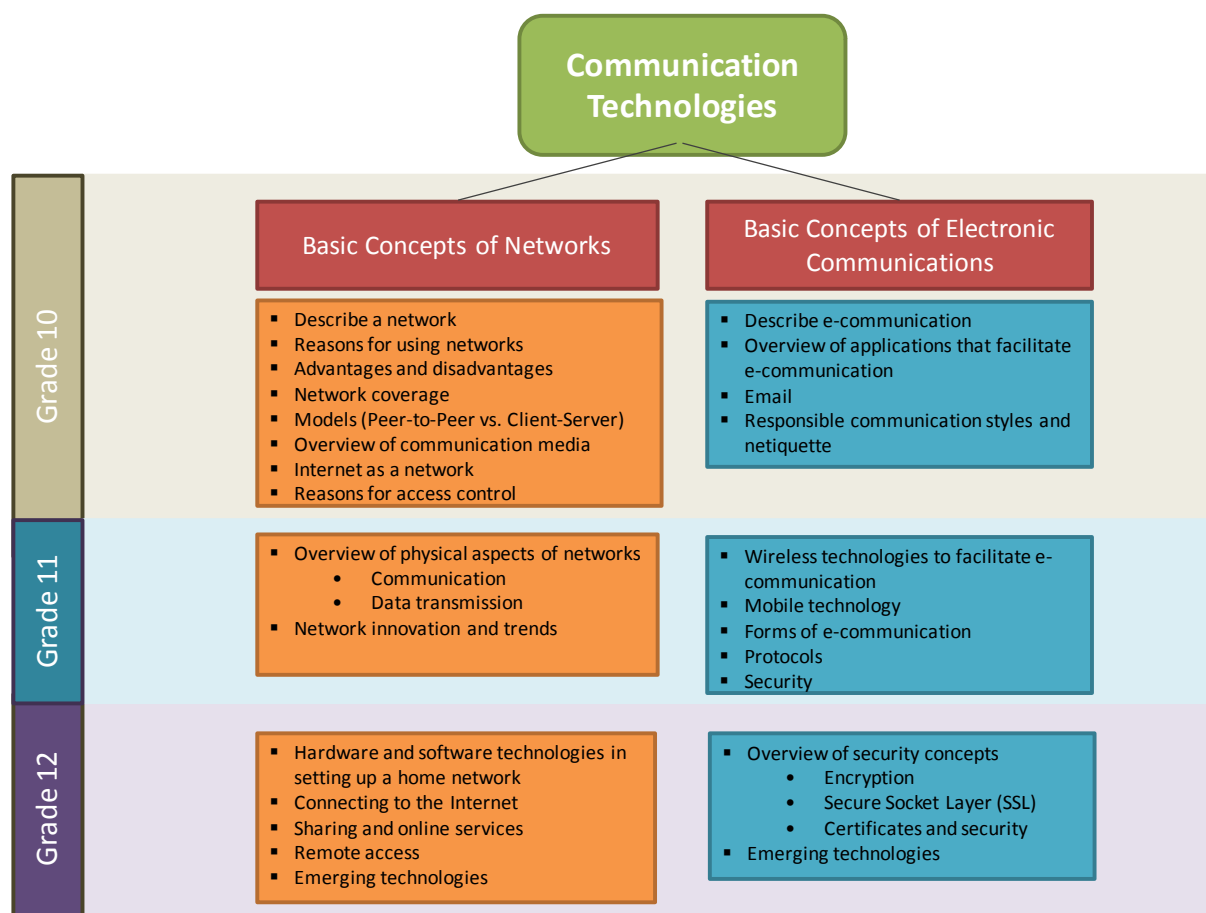 Communication
Technologies
Grade 10
Basic Concepts of Networks
Basic Concepts of Electronic
Communications
▪ Describe a network
▪ Reasons for using networks
▪ Advantages and disadvantages
▪ Network coverage
▪ Models (Peer-to-Peer vs. Client-Server)
▪ Overview of communication media
▪ Internet as a network
▪ Reasons for access control
▪ Describe e-communication
▪ Overview of applications that facilitate
e-communication
▪ Email
▪ Responsible communication styles and
netiquette
Grade 11
▪ Overview of physical aspects of networks
• Communication
• Data transmission
▪ Network innovation and trends
▪ Wireless technologies to facilitate e-
communication
▪ Mobile technology
▪ Forms of e-communication
▪ Protocols
▪ Security
Grade 12
▪ Hardware and software technologies in
setting up a home network
▪ Connecting to the Internet
▪ Sharing and online services
▪ Remote access
▪ Emerging technologies
▪ Overview of security concepts
• Encryption
• Secure Socket Layer (SSL)
• Certificates and security
▪ Emerging technologies